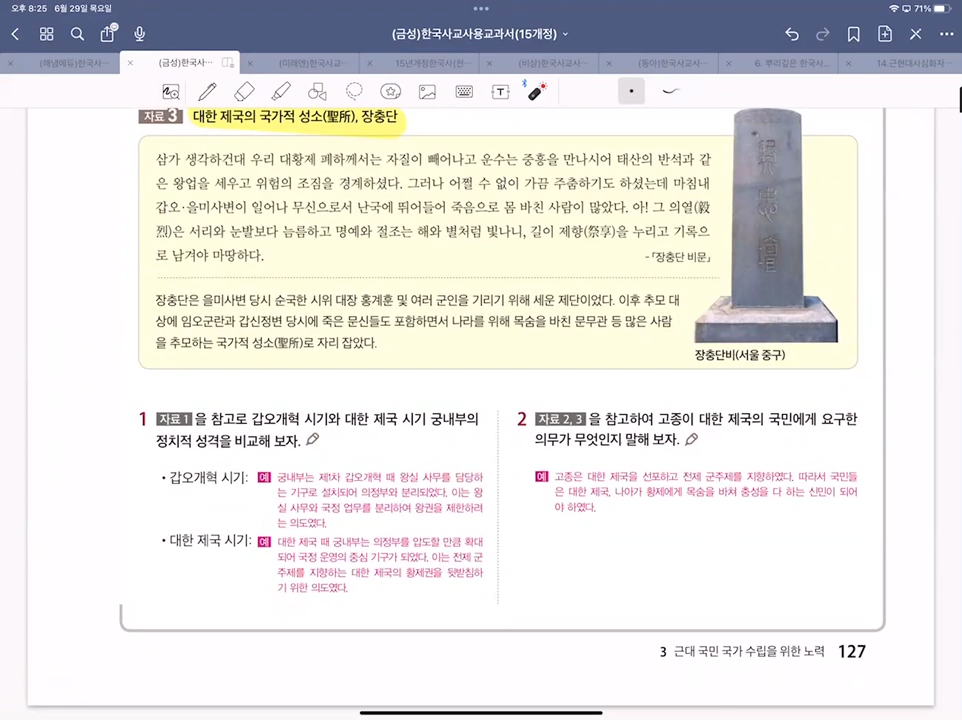 오후 8:25 6월 29일 목요일
71%
(금성)한국사교사용교과서(15개정)
(해냄에듀)한국사…
(금성)한국사…
(미래엔)한국사교…
15년개정한국사(천…
(비상)한국사교사…
(동아)한국사교사…
6. 뿌리깊은 한국사…
14.근현대사심화자…
자료 3 대한 제국의 국가적 성소(聖所), 장충단
삼가 생각하건대 우리 대황제 폐하께서는 자질이 빼어나고 운수는 중흥을 만나시어 태산의 반석과 같
은 왕업을 세우고 위험의 조짐을 경계하셨다. 그러나 어쩔 수 없이 가끔 주춤하기도 하셨는데 마침내
갑오·을미사변이 일어나 무신으로서 난국에 뛰어들어 죽음으로 몸 바친 사람이 많았다. 아! 그 의열(毅
烈)은 서리와 눈발보다 늠름하고 명예와 절조는 해와 별처럼 빛나니, 길이 제향(祭享)을 누리고 기록으
로 남겨야 마땅하다.
-「장충단 비문」
장충단은 을미사변 당시 순국한 시위 대장 홍계훈 및 여러 군인을 기리기 위해 세운 제단이었다. 이후 추모 대
상에 임오군란과 갑신정변 당시에 죽은 문신들도 포함하면서 나라를 위해 목숨을 바친 문무관 등 많은 사람
을 추모하는 국가적 성소(聖所)로 자리 잡았다.
장충단비(서울 중구)
1 자료 1 을 참고로 갑오개혁 시기와 대한 제국 시기 궁내부의
정치적 성격을 비교해 보자.
• 갑오개혁 시기: 예 궁내부는 제1차 갑오개혁 때 왕실 사무를 담당하
는 기구로 설치되어 의정부와 분리되었다. 이는 왕
실 사무와 국정 업무를 분리하여 왕권을 제한하려
는 의도였다.
• 대한 제국 시기: 예 대한 제국 때 궁내부는 의정부를 압도할 만큼 확대
되어 국정 운영의 중심 기구가 되었다. 이는 전제 군
주제를 지향하는 대한 제국의 황제권을 뒷받침하
기 위한 의도였다.
2 자료 2, 3 을 참고하여 고종이 대한 제국의 국민에게 요구한
의무가 무엇인지 말해 보자.
예 고종은 대한 제국을 선포하고 전제 군주제를 지향하였다. 따라서 국민들
은 대한 제국, 나아가 황제에게 목숨을 바쳐 충성을 다 하는 신민이 되어
야 하였다.
3 근대 국민 국가 수립을 위한 노력 127